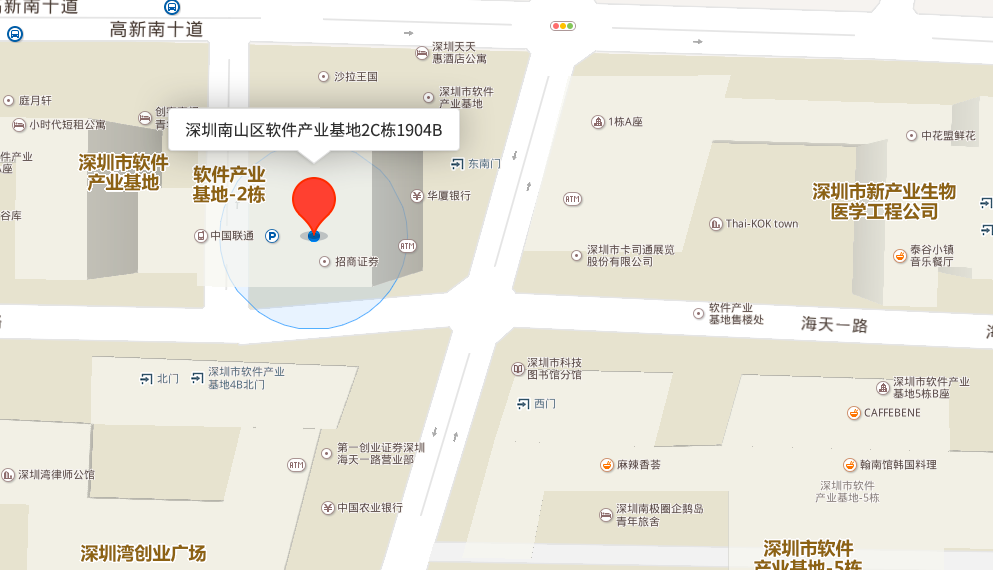 高新南十道
高新南十道
深圳天天
惠酒店公寓
沙拉王国
深圳市软件
产业基地
庭月轩
小时代短租公寓
1栋A座
中花盟鲜花
深圳南山区软件产业基地2C栋1904B
东南门
深圳市软件
产业基地
软件产业
基地-2栋
华厦银行
ATM
深圳市新产业生物
医学工程公司
谷库
Thai-KOK town
中国联通
P
ATM
招商证券
深圳市卡司通展览
股份有限公司
泰谷小镇
音乐餐厅
软件产业
基地售楼处
海天一路
北门
深圳市软件产业
基地4B北门
深圳市科技
图书馆分馆
西门
深圳市软件产业
基地5栋B座
CAFFEBENE
第一创业证券深圳
海天一路营业部
ATM
深圳湾律师公馆
麻辣香荟
翰南馆韩国料理
深圳市软件
产业基地-5栋
中国农业银行
深圳南极圈企鹅岛
青年旅舍
深圳湾创业广场
深圳市软件
产业基地-5栋